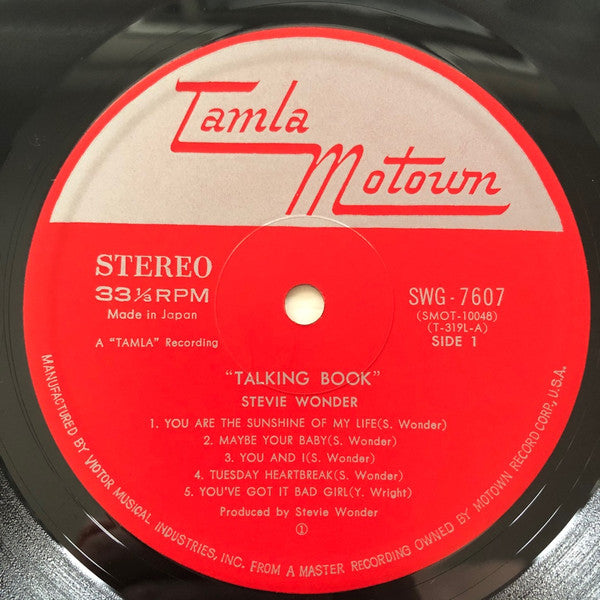 Tamla
Motown
STEREO
33⅓ RPM
Made in Japan
A "TAMLA" Recording
SWG-7607
(SMOT-10048)
(T-319L-A)
SIDE 1
"TALKING BOOK"
STEVIE WONDER
1. YOU ARE THE SUNSHINE OF MY LIFE(S. Wonder)
2. MAYBE YOUR BABY(S. Wonder)
3. YOU AND I(S. Wonder)
4. TUESDAY HEARTBREAK(S. Wonder)
5. YOU'VE GOT IT BAD GIRL(Y. Wright)
Produced by Stevie Wonder
①
MANUFACTURED BY VICTOR MUSICAL INDUSTRIES, INC. FROM A MASTER RECORDING OWNED BY MOTOWN RECORD CORP., U.S.A.